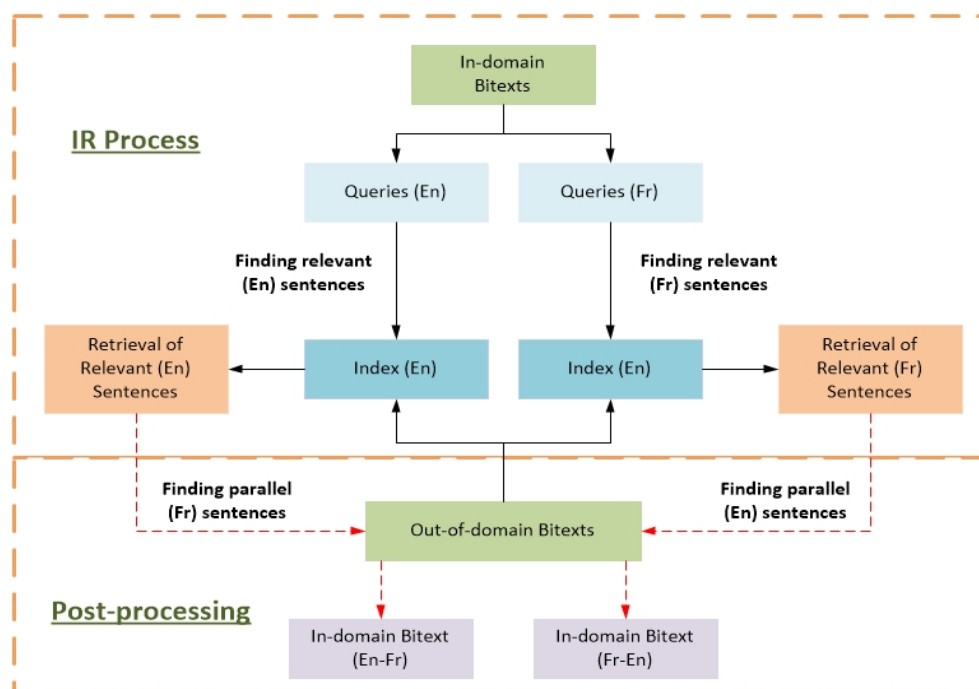 In-domain
Bitexts
IR Process
Queries (En)
Queries (Fr)
Finding relevant
(En) sentences
Finding relevant
(Fr) sentences
Retrieval of
Relevant (En)
Sentences
Index (En)
Index (En)
Retrieval of
Relevant (Fr)
Sentences
Finding parallel
(Fr) sentences
Finding parallel
(En) sentences
Out-of-domain Bitexts
Post-processing
In-domain Bitext
(En-Fr)
In-domain Bitext
(Fr-En)